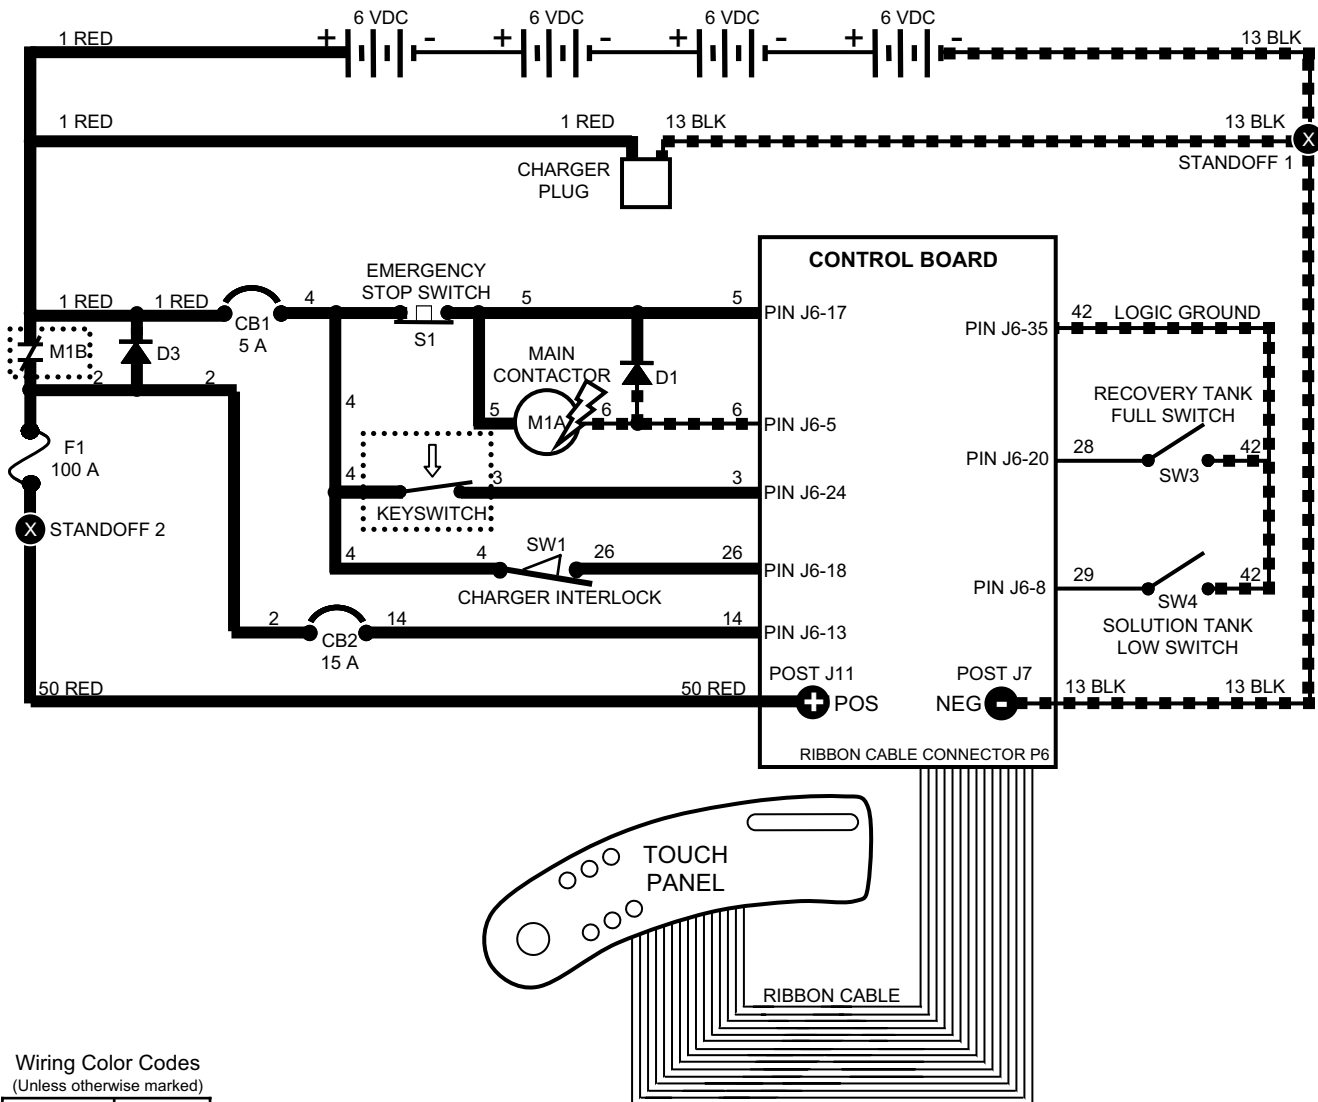 6 VDC
6 VDC
6 VDC
6 VDC
1 RED
+
-
+
-
+
-
+
-
13 BLK
1 RED
1 RED
13 BLK
13 BLK
X
STANDOFF 1
CHARGER
PLUG
CONTROL BOARD
EMERGENCY
STOP SWITCH
1 RED
1 RED
4
5
5
PIN J6-17
CB1
5 A
S1
42
LOGIC GROUND
PIN J6-35
M1B
D3
MAIN
CONTACTOR
D1
2
2
4
5
M1A
6
6
PIN J6-5
RECOVERY TANK
FULL SWITCH
F1
100 A
PIN J6-20
28
42
SW3
4
3
3
PIN J6-24
KEYSWITCH
X
STANDOFF 2
SW1
4
4
26
26
PIN J6-18
CHARGER INTERLOCK
PIN J6-8
29
42
SW4
SOLUTION TANK
LOW SWITCH
2
14
14
PIN J6-13
CB2
15 A
50 RED
50 RED
POST J11
+
POS
POST J7
NEG
-
13 BLK
13 BLK
RIBBON CABLE CONNECTOR P6
TOUCH
PANEL
RIBBON CABLE
Wiring Color Codes
(Unless otherwise marked)